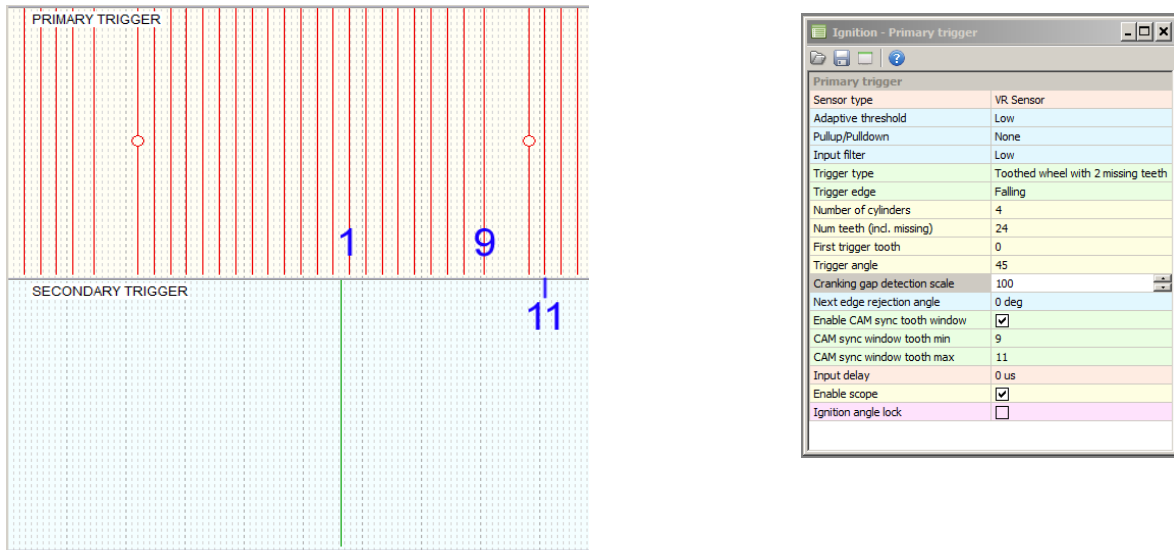 PRIMARY TRIGGER
1
9
SECONDARY TRIGGER
11
Ignition - Primary trigger
Primary trigger
Sensor type VR Sensor
Adaptive threshold Low
Pullup/Pulldown None
Input filter Low
Trigger type Toothed wheel with 2 missing teeth
Trigger edge Falling
Number of cylinders 4
Num teeth (incl. missing) 24
First trigger tooth 0
Trigger angle 45
Cranking gap detection scale 100
Next edge rejection angle 0 deg
Enable CAM sync tooth window
CAM sync window tooth min 9
CAM sync window tooth max 11
Input delay 0 us
Enable scope
Ignition angle lock